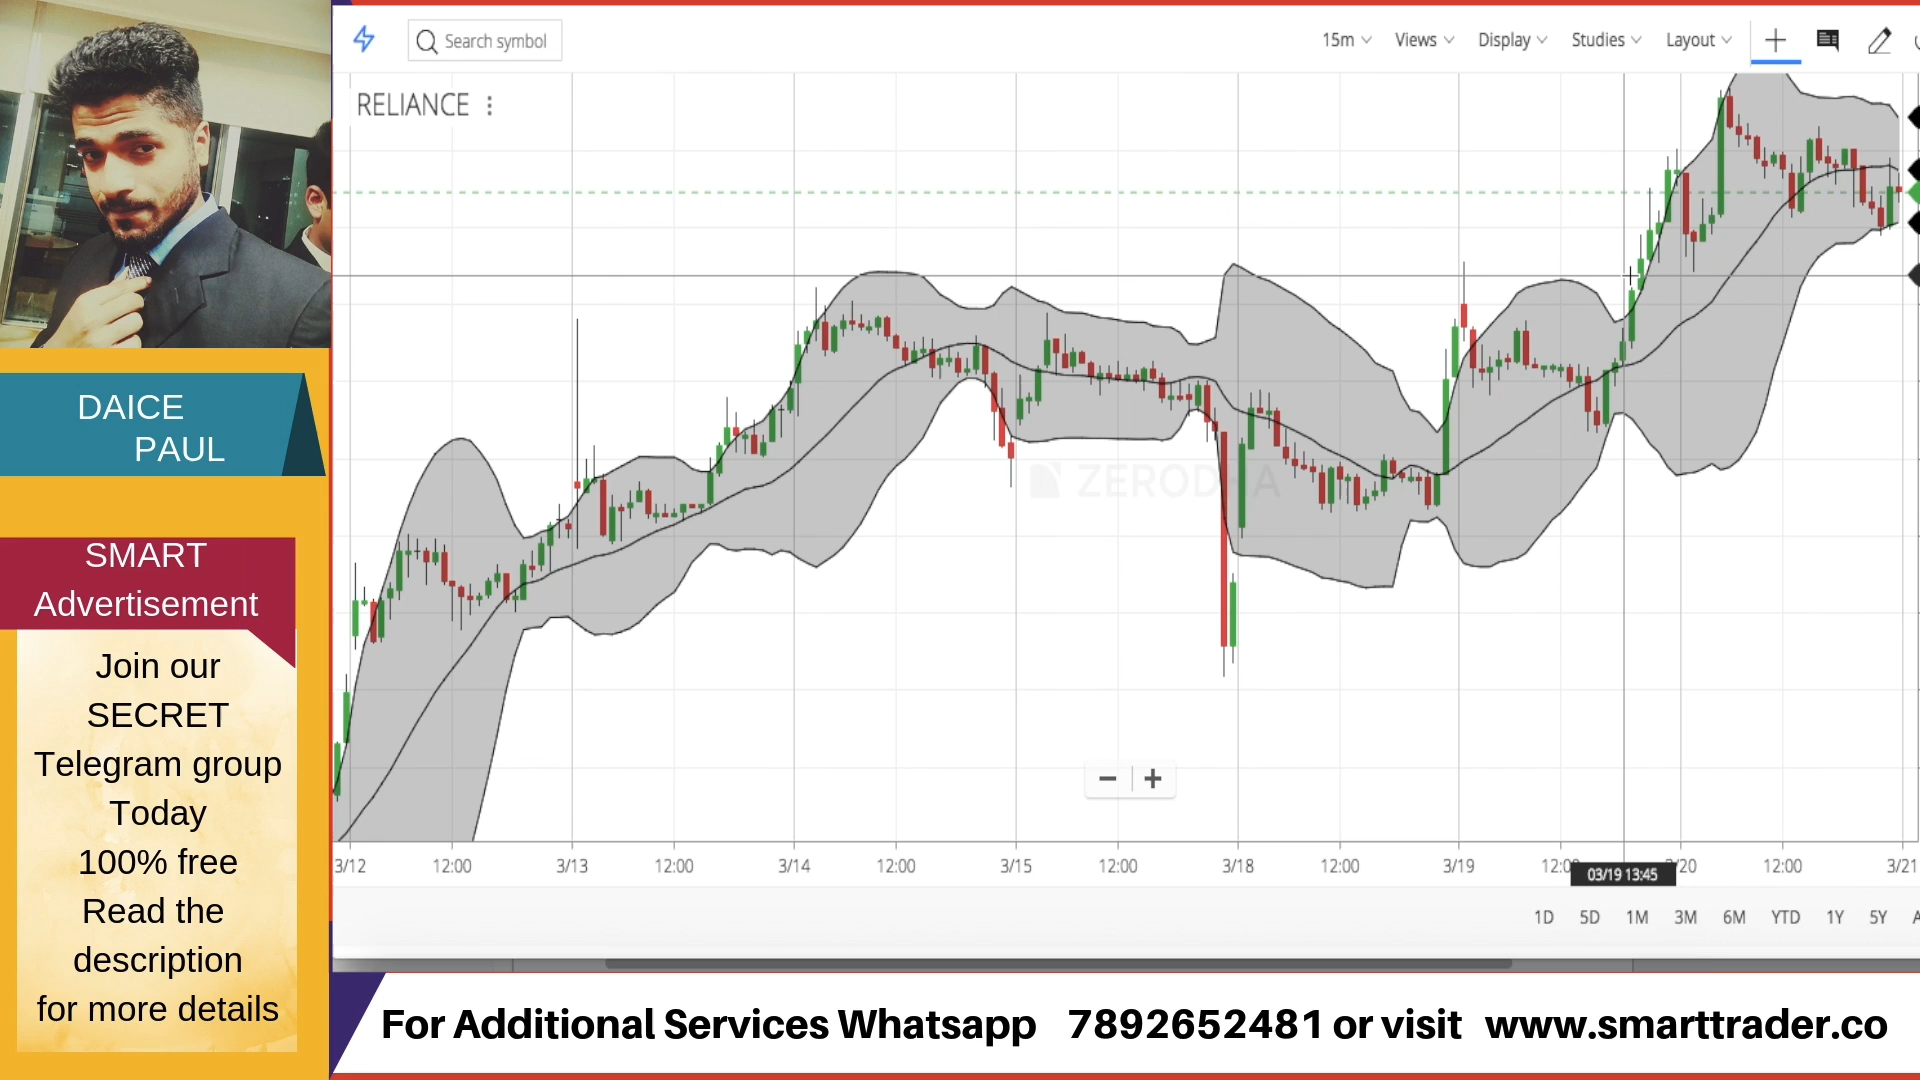 Search symbol
15m Views Display Studies Layout
RELIANCE
DAICE
PAUL
SMART
Advertisement
Join our
SECRET
Telegram group
Today
100% free
Read the
description
for more details
ZERODHA
3/12 12:00 3/13 12:00 3/14 12:00 3/15 12:00 3/18 12:00 3/19 3/21
03/19 13:45
12:00
1D 5D 1M 3M 6M YTD 1Y 5Y
For Additional Services Whatsapp 7892652481 or visit www.smarttrader.co